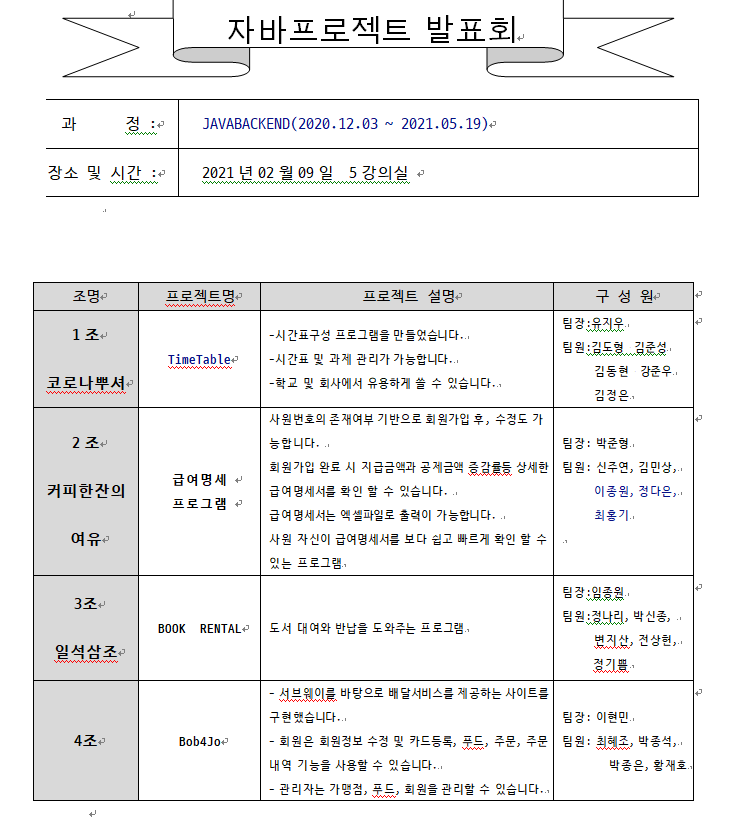 자바프로젝트 발표회
과 정 :
JAVABACKEND(2020.12.03 ~ 2021.05.19)
장소 및 시간 :
2021년 02월 09일 5강의실
조명
프로젝트명
프로젝트 설명
구 성 원
1조
코로나뿌셔
TimeTable
-시간표구성 프로그램을 만들었습니다.
-시간표 및 과제 관리가 가능합니다.
-학교 및 회사에서 유용하게 쓸 수 있습니다.
팀장:유지우
팀원:김도형 김준성
김동현 강준우
김정은
2조
커피한잔의
여유
급여명세
프로그램
사원번호의 존재여부 기반으로 회원가입 후, 수정도 가
능합니다.
회원가입 완료 시 지급금액과 공제금액 증감률등 상세한
급여명세서를 확인 할 수 있습니다.
급여명세서는 엑셀파일로 출력이 가능합니다.
사원 자신이 급여명세서를 보다 쉽고 빠르게 확인 할 수
있는 프로그램
팀장: 박준형
팀원: 신주연, 김민상,
이종원, 정다은,
최홍기
3조
일석삼조
BOOK RENTAL
도서 대여와 반납을 도와주는 프로그램
팀장:임종원
팀원:정나리, 박신종,
변지산, 전상현,
정기쁨
4조
Bob4Jo
- 서브웨이를 바탕으로 배달서비스를 제공하는 사이트를
구현했습니다.
- 회원은 회원정보 수정 및 카드등록, 푸드, 주문, 주문
내역 기능을 사용할 수 있습니다.
- 관리자는 가맹점, 푸드, 회원을 관리할 수 있습니다.
팀장: 이현민
팀원: 최혜조, 박종석,
박종은, 황재호